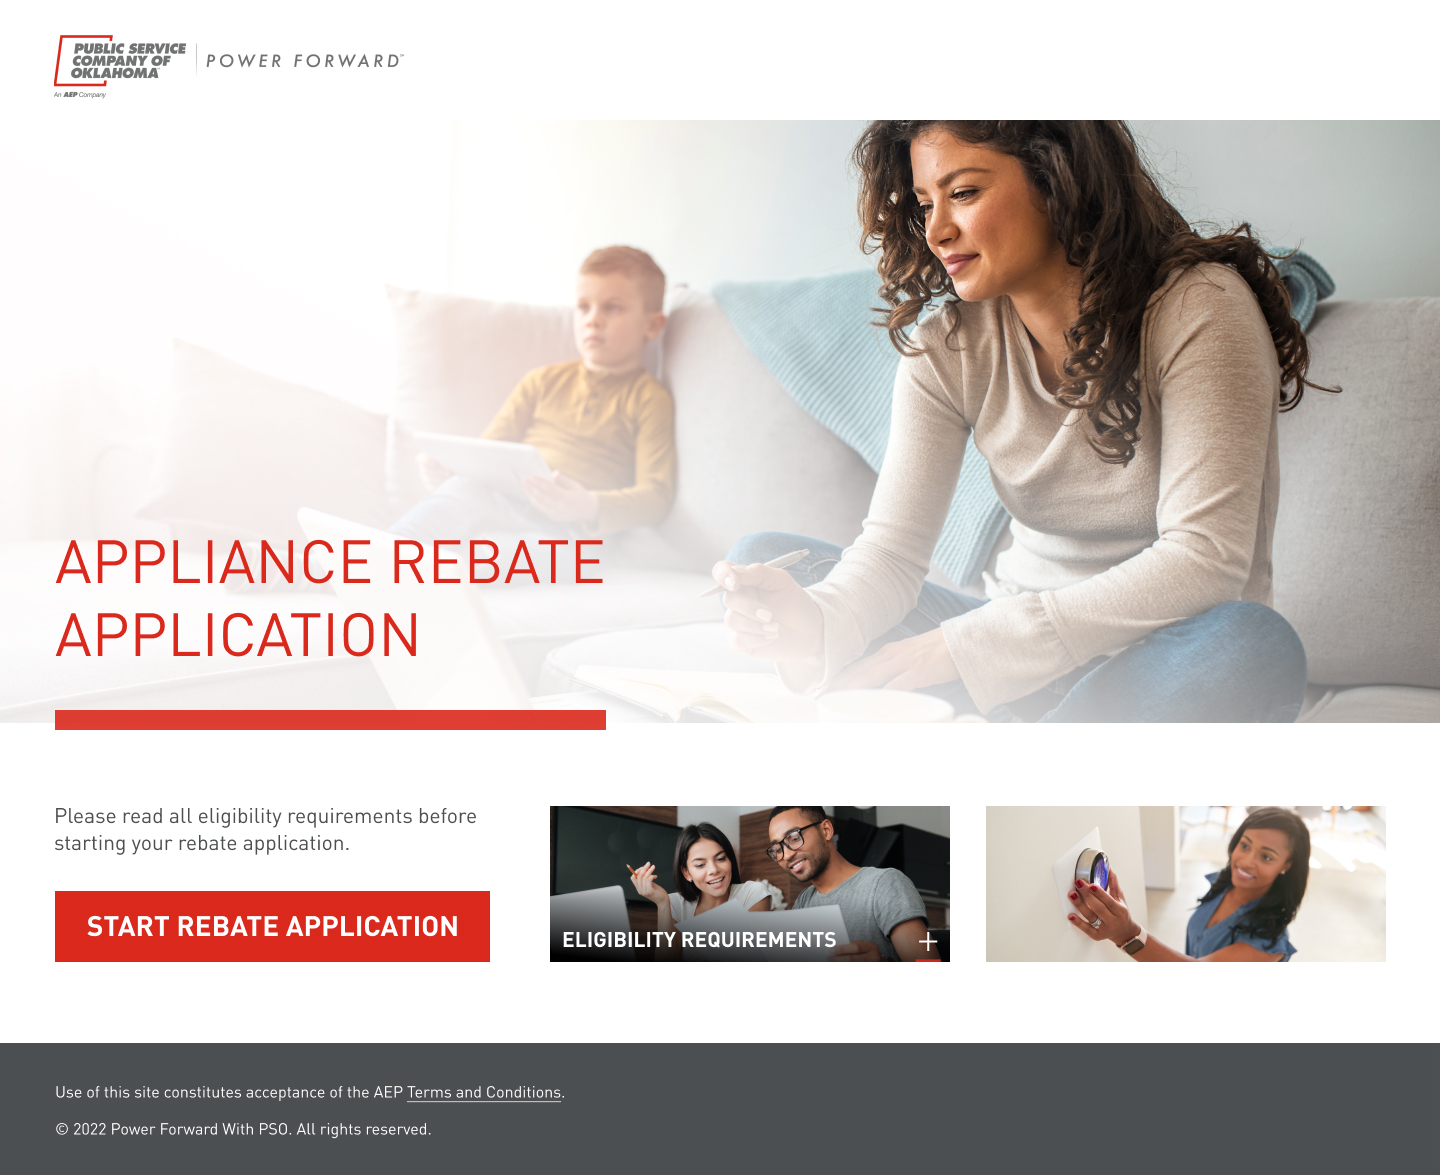 PUBLIC SERVICE
COMPANY OF
OKLAHOMA
An AEP Company
POWER FORWARD™
APPLIANCE REBATE
APPLICATION
Please read all eligibility requirements before
starting your rebate application.
START REBATE APPLICATION
ELIGIBILITY REQUIREMENTS +
Use of this site constitutes acceptance of the AEP Terms and Conditions.
© 2022 Power Forward With PSO. All rights reserved.